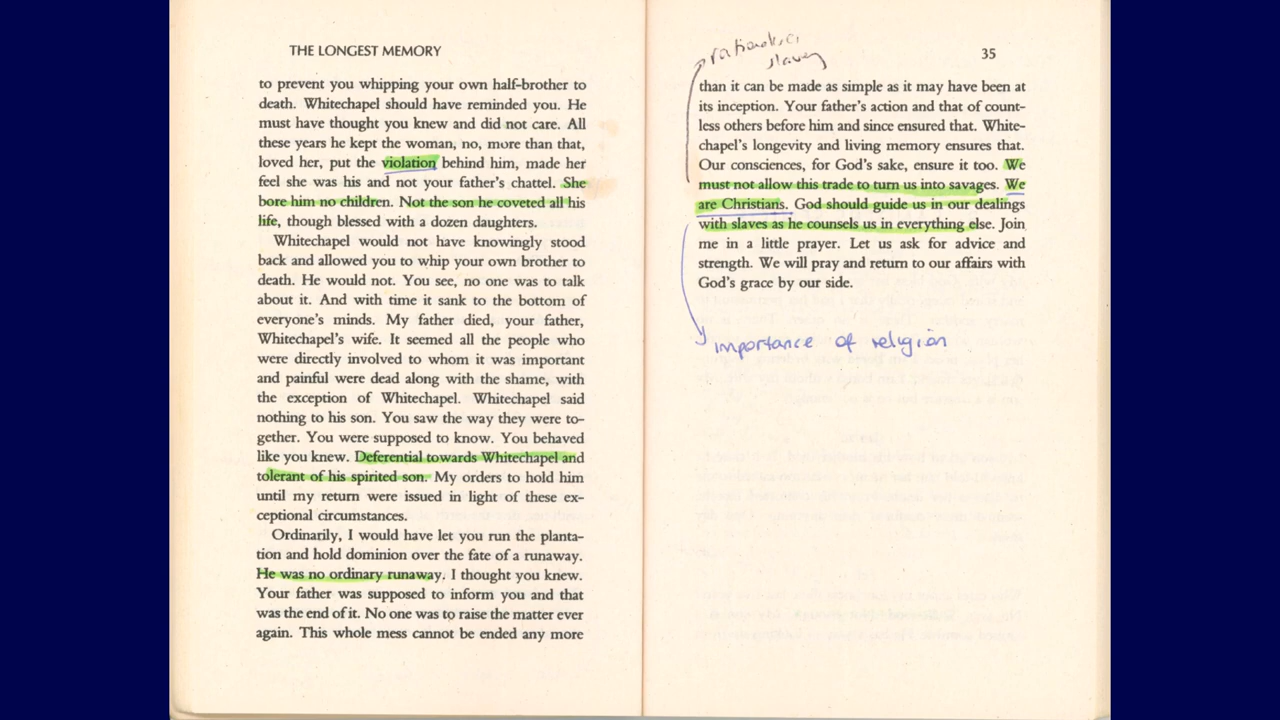 THE LONGEST MEMORY
to prevent you whipping your own half-brother to
death. Whitechapel should have reminded you. He
must have thought you knew and did not care. All
these years he kept the woman, no, more than that,
loved her, put the violation behind him, made her
feel she was his and not your father's chattel. She
bore him no children. Not the son he coveted all his
life, though blessed with a dozen daughters.
Whitechapel would not have knowingly stood
back and allowed you to whip your own brother to
death. He would not. You see, no one was to talk
about it. And with time it sank to the bottom of
everyone's minds. My father died, your father,
Whitechapel's wife. It seemed all the people who
were directly involved to whom it was important
and painful were dead along with the shame, with
the exception of Whitechapel. Whitechapel said
nothing to his son. You saw the way they were to-
gether. You were supposed to know. You behaved
like you knew. Deferential towards Whitechapel and
tolerant of his spirited son. My orders to hold him
until my return were issued in light of these ex-
ceptional circumstances.
Ordinarily, I would have let you run the planta-
tion and hold dominion over the fate of a runaway.
He was no ordinary runaway. I thought you knew.
Your father was supposed to inform you and that
was the end of it. No one was to raise the matter ever
again. This whole mess cannot be ended any more
slavery
35
than it can be made as simple as it may have been at
its inception. Your father's action and that of count-
less others before him and since ensured that. White-
chapel's longevity and living memory ensures that.
Our consciences, for God's sake, ensure it too. We
must not allow this trade to turn us into savages. We
are Christians. God should guide us in our dealings
with slaves as he counsels us in everything else. Join
me in a little prayer. Let us ask for advice and
strength. We will pray and return to our affairs with
God's grace by our side.
importance of religion